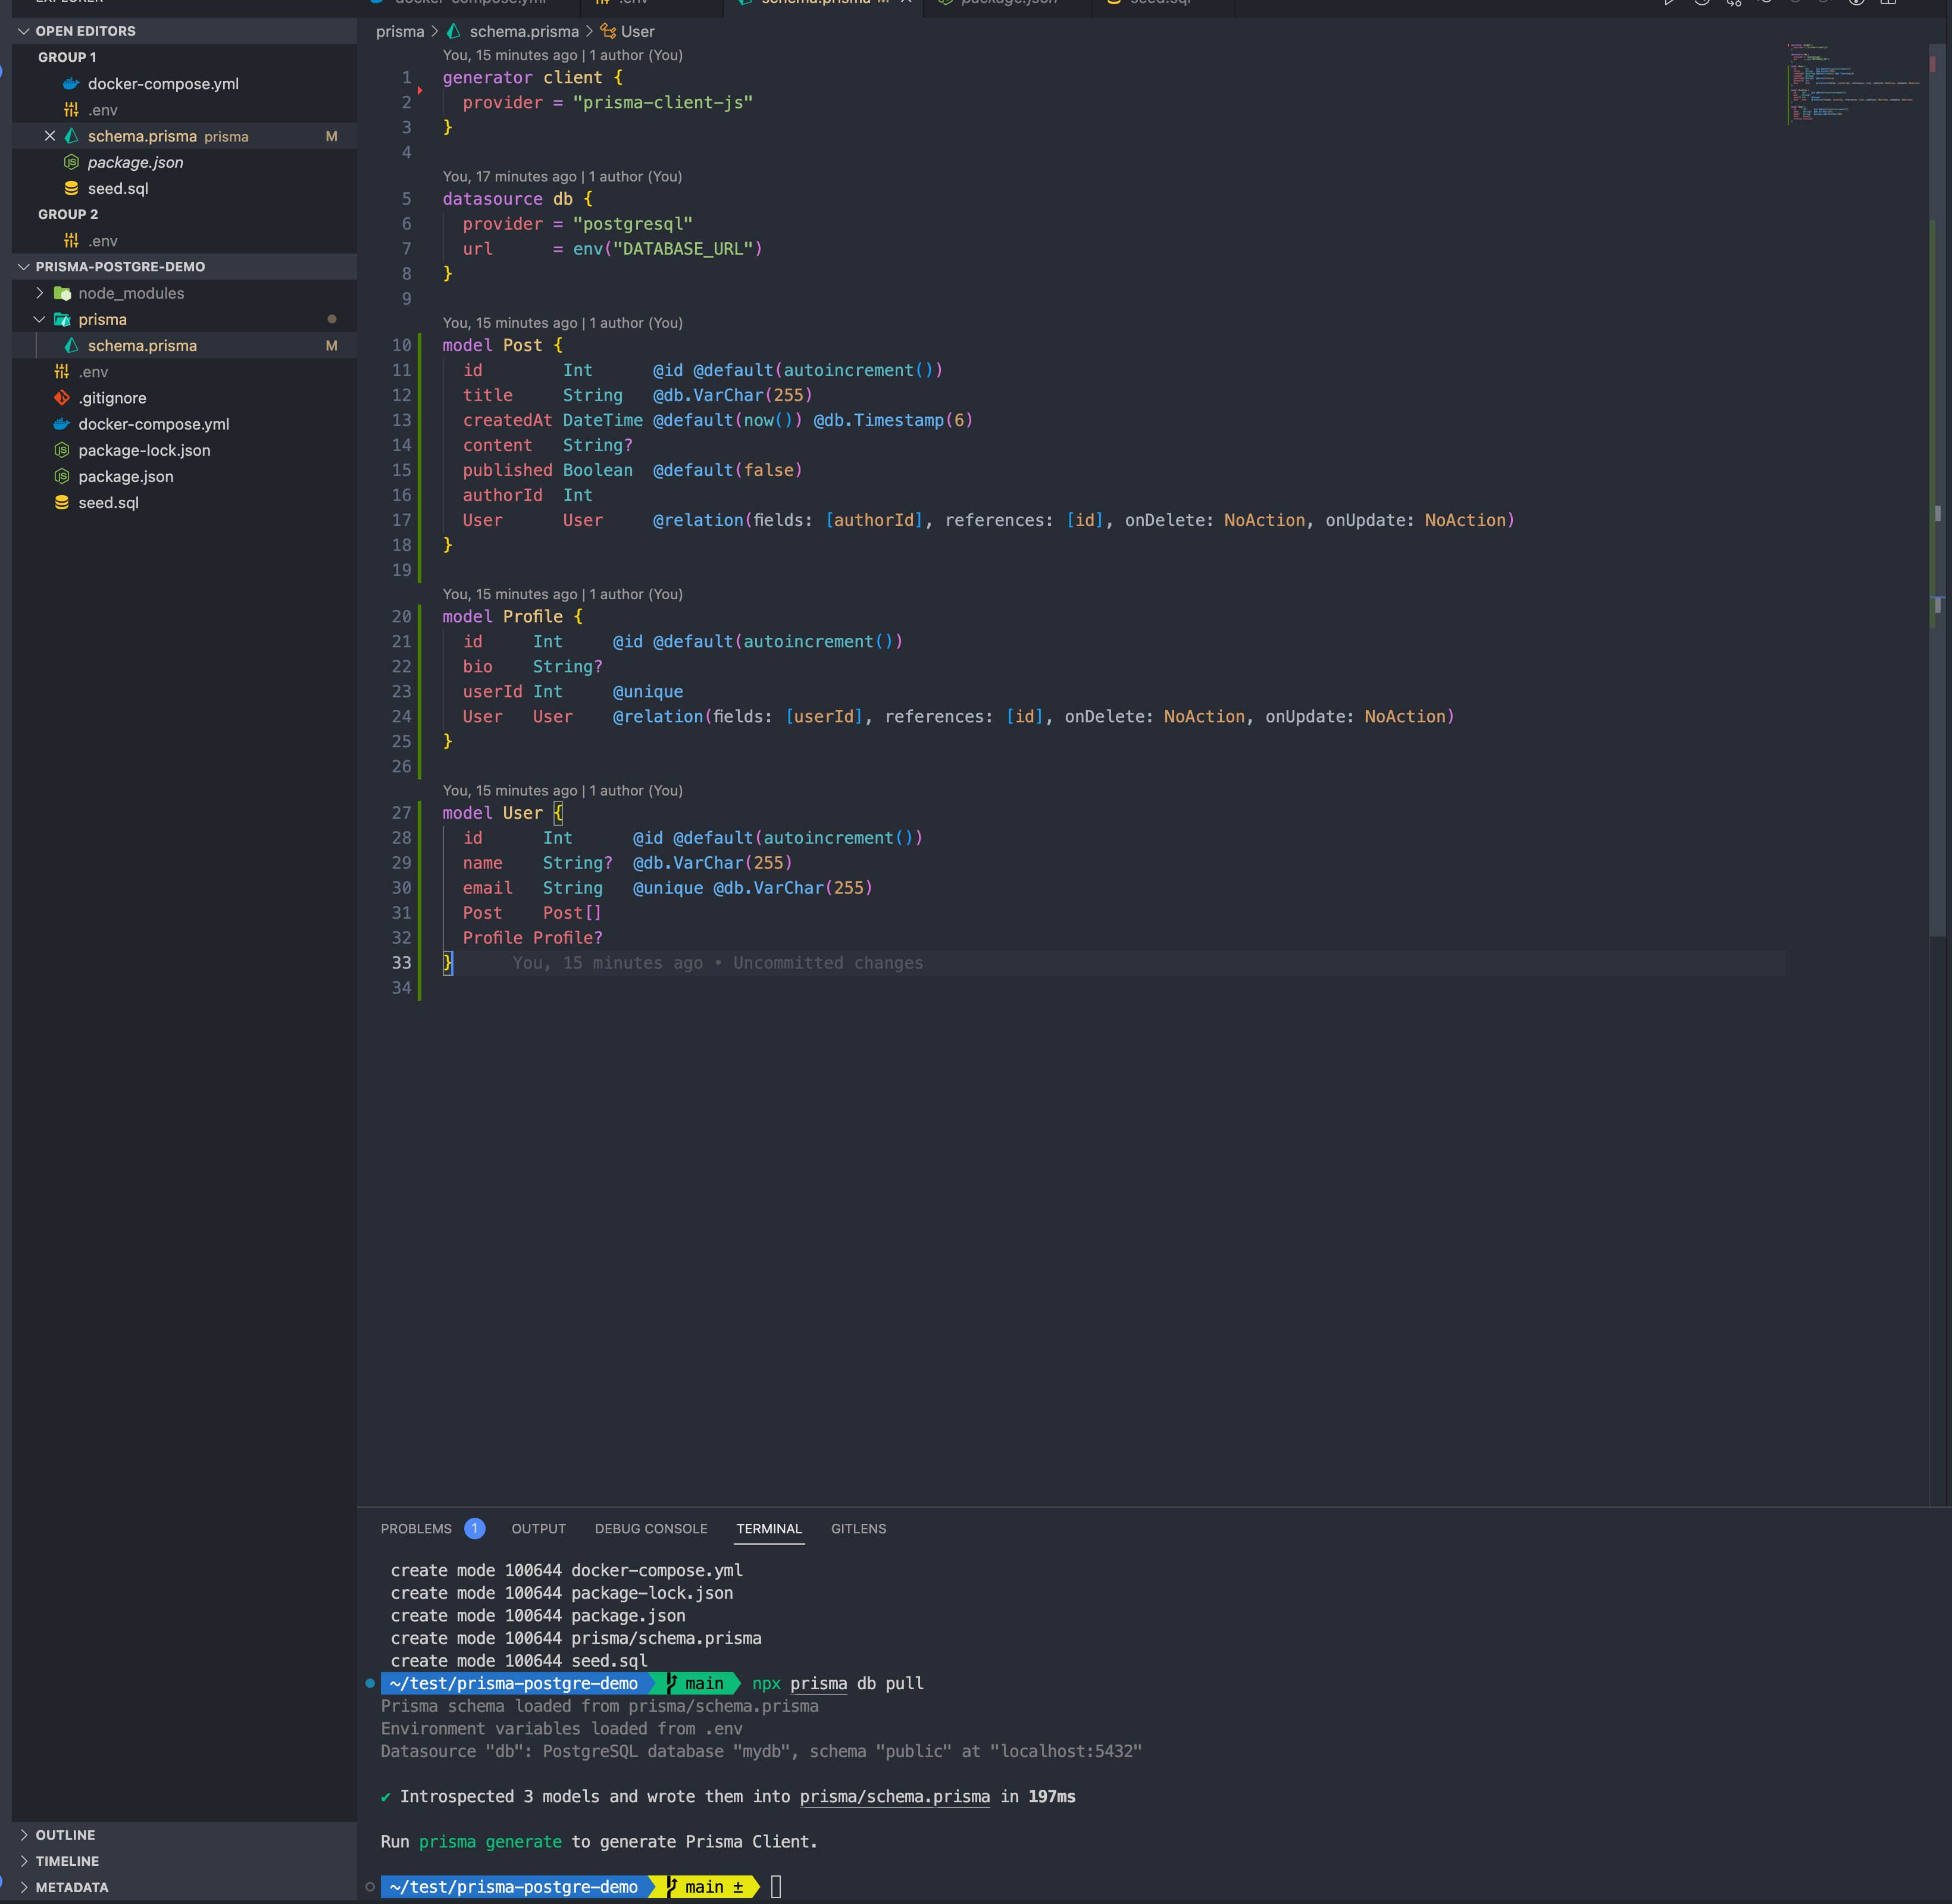 EXPLORER
OPEN EDITORS
GROUP 1
docker-compose.yml
.env
schema.prisma prisma M
package.json
seed.sql
GROUP 2
.env
PRISMA-POSTGRE-DEMO
node_modules
prisma
schema.prisma M
.env
.gitignore
docker-compose.yml
package-lock.json
package.json
seed.sql
OUTLINE
TIMELINE
METADATA
docker-compose.yml .env schema.prisma M package.json seed.sql
prisma > schema.prisma > User
You, 15 minutes ago | 1 author (You)
1 generator client {
2   provider = "prisma-client-js"
3 }
4
You, 17 minutes ago | 1 author (You)
5 datasource db {
6   provider = "postgresql"
7   url      = env("DATABASE_URL")
8 }
9
You, 15 minutes ago | 1 author (You)
10 model Post {
11   id        Int      @id @default(autoincrement())
12   title     String   @db.VarChar(255)
13   createdAt DateTime @default(now()) @db.Timestamp(6)
14   content   String?
15   published Boolean  @default(false)
16   authorId  Int
17   User      User     @relation(fields: [authorId], references: [id], onDelete: NoAction, onUpdate: NoAction)
18 }
19
You, 15 minutes ago | 1 author (You)
20 model Profile {
21   id     Int     @id @default(autoincrement())
22   bio    String?
23   userId Int     @unique
24   User   User    @relation(fields: [userId], references: [id], onDelete: NoAction, onUpdate: NoAction)
25 }
26
You, 15 minutes ago | 1 author (You)
27 model User {
28   id      Int      @id @default(autoincrement())
29   name    String?  @db.VarChar(255)
30   email   String   @unique @db.VarChar(255)
31   Post    Post[]
32   Profile Profile?
33 }      You, 15 minutes ago • Uncommitted changes
34
PROBLEMS 1 OUTPUT DEBUG CONSOLE TERMINAL GITLENS
create mode 100644 docker-compose.yml
create mode 100644 package-lock.json
create mode 100644 package.json
create mode 100644 prisma/schema.prisma
create mode 100644 seed.sql
~/test/prisma-postgre-demo main npx prisma db pull
Prisma schema loaded from prisma/schema.prisma
Environment variables loaded from .env
Datasource "db": PostgreSQL database "mydb", schema "public" at "localhost:5432"
✔ Introspected 3 models and wrote them into prisma/schema.prisma in 197ms
Run prisma generate to generate Prisma Client.
~/test/prisma-postgre-demo main ±